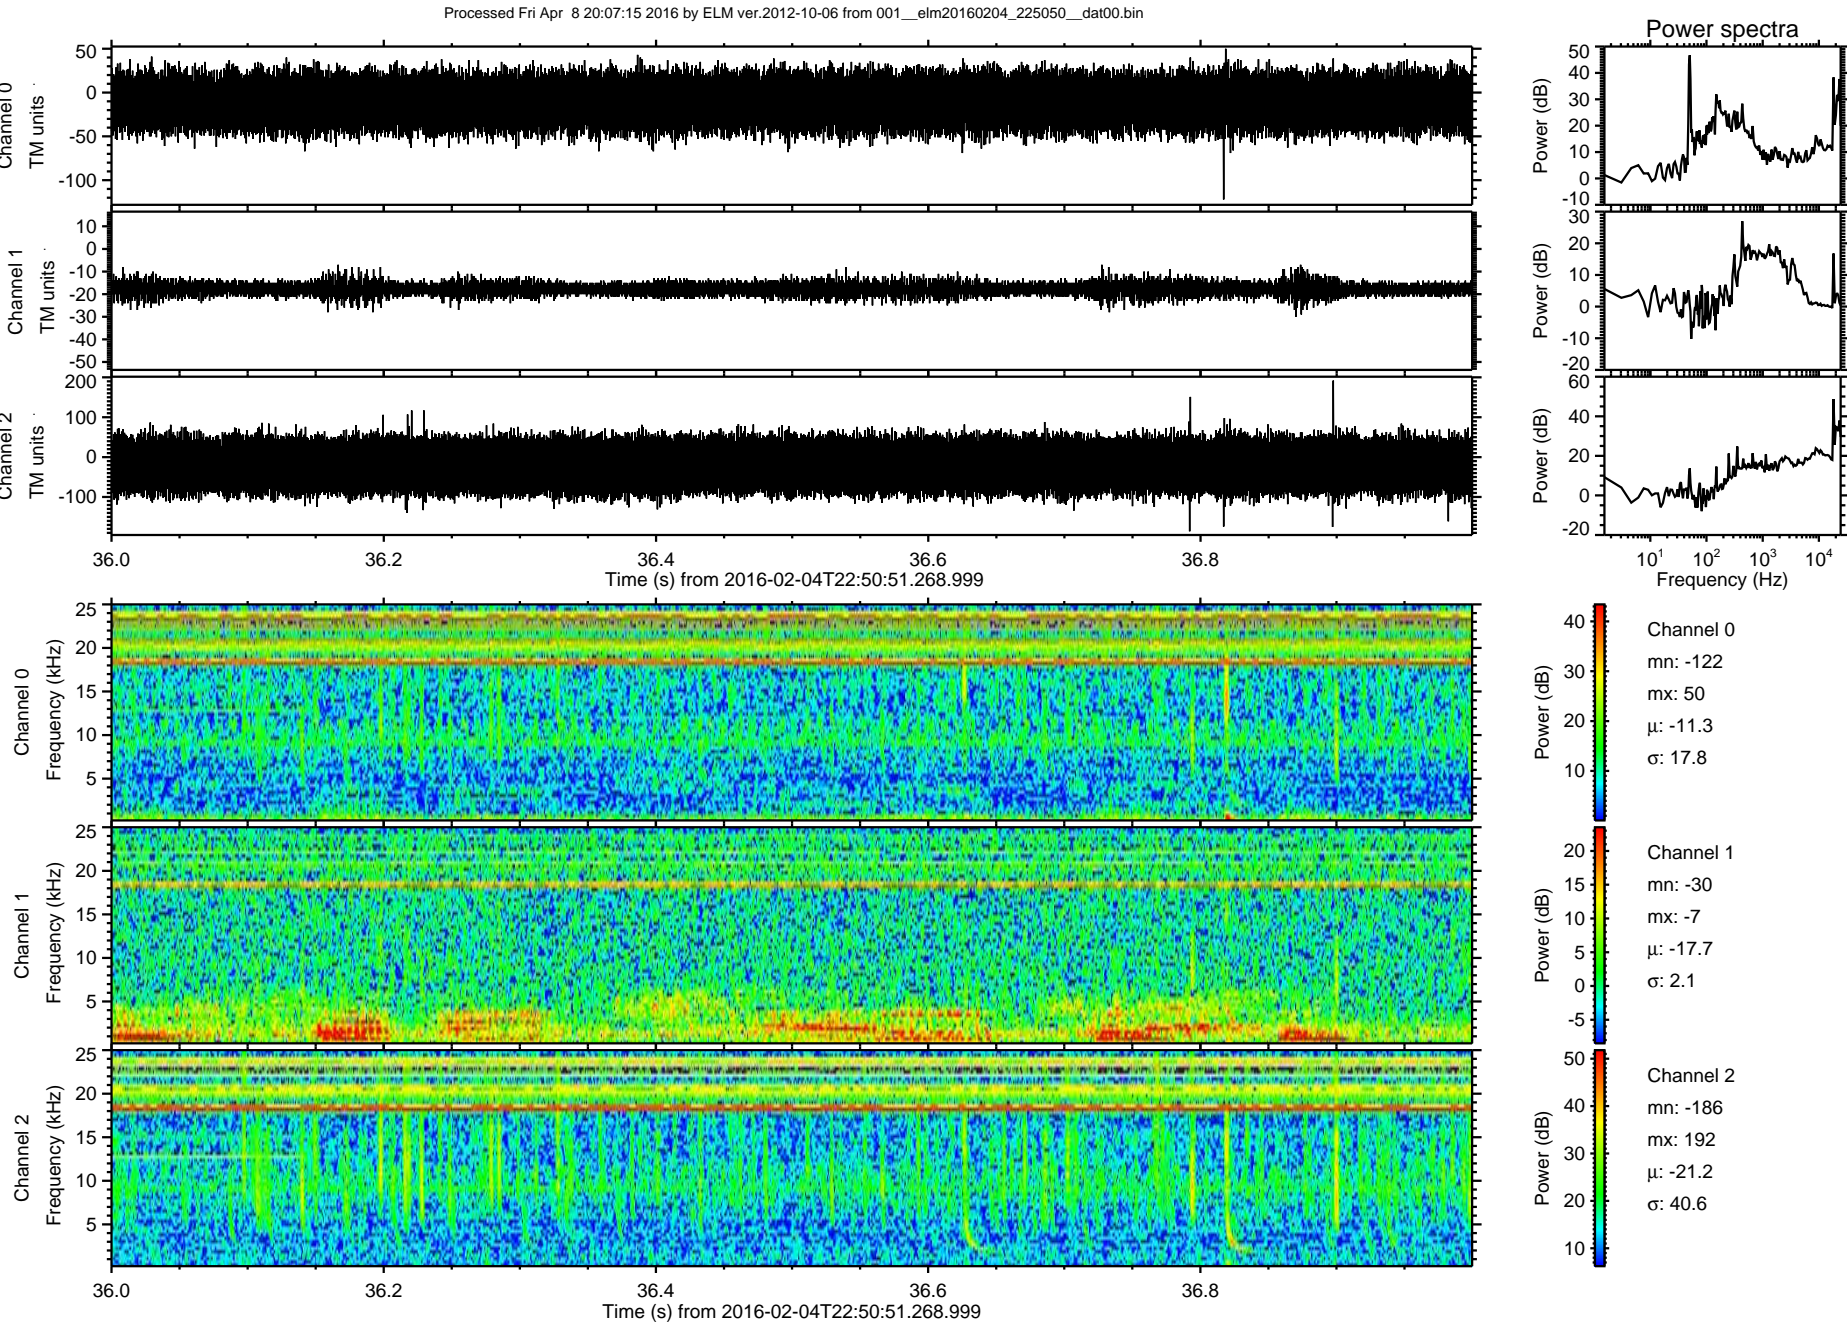 Processed Fri Apr 8 20:07:15 2016 by ELM ver.2012-10-06 from 001__elm20160204_225050__dat00.bin
Power spectra
Channel 0
TM units
50
0
-50
-100
Power (dB)
50
40
30
20
10
0
-10
Channel 1
TM units
10
0
-10
-20
-30
-40
-50
Power (dB)
30
20
10
0
-10
-20
Channel 2
TM units
200
100
0
-100
Power (dB)
60
40
20
0
-20
36.0 36.2 36.4 36.6 36.8
Time (s) from 2016-02-04T22:50:51.268.999
10^1 10^2 10^3 10^4
Frequency (Hz)
Channel 0
Frequency (kHz)
25
20
15
10
5
Power (dB)
40
30
20
10
Channel 0
mn: -122
mx: 50
μ: -11.3
σ: 17.8
Channel 1
Frequency (kHz)
25
20
15
10
5
Power (dB)
20
15
10
5
0
-5
Channel 1
mn: -30
mx: -7
μ: -17.7
σ: 2.1
Channel 2
Frequency (kHz)
25
20
15
10
5
Power (dB)
50
40
30
20
10
Channel 2
mn: -186
mx: 192
μ: -21.2
σ: 40.6
36.0 36.2 36.4 36.6 36.8
Time (s) from 2016-02-04T22:50:51.268.999